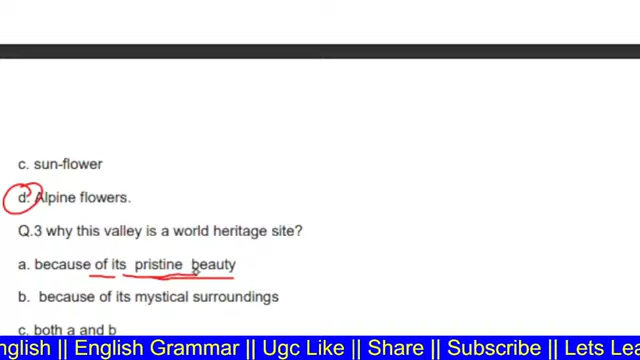 c. sun-flower
d. Alpine flowers.
Q.3 why this valley is a world heritage site?
a. because of its pristine beauty
b. because of its mystical surroundings
c. both a and b
nglish || English Grammar || Ugc Like || Share || Subscribe || Lets Lea